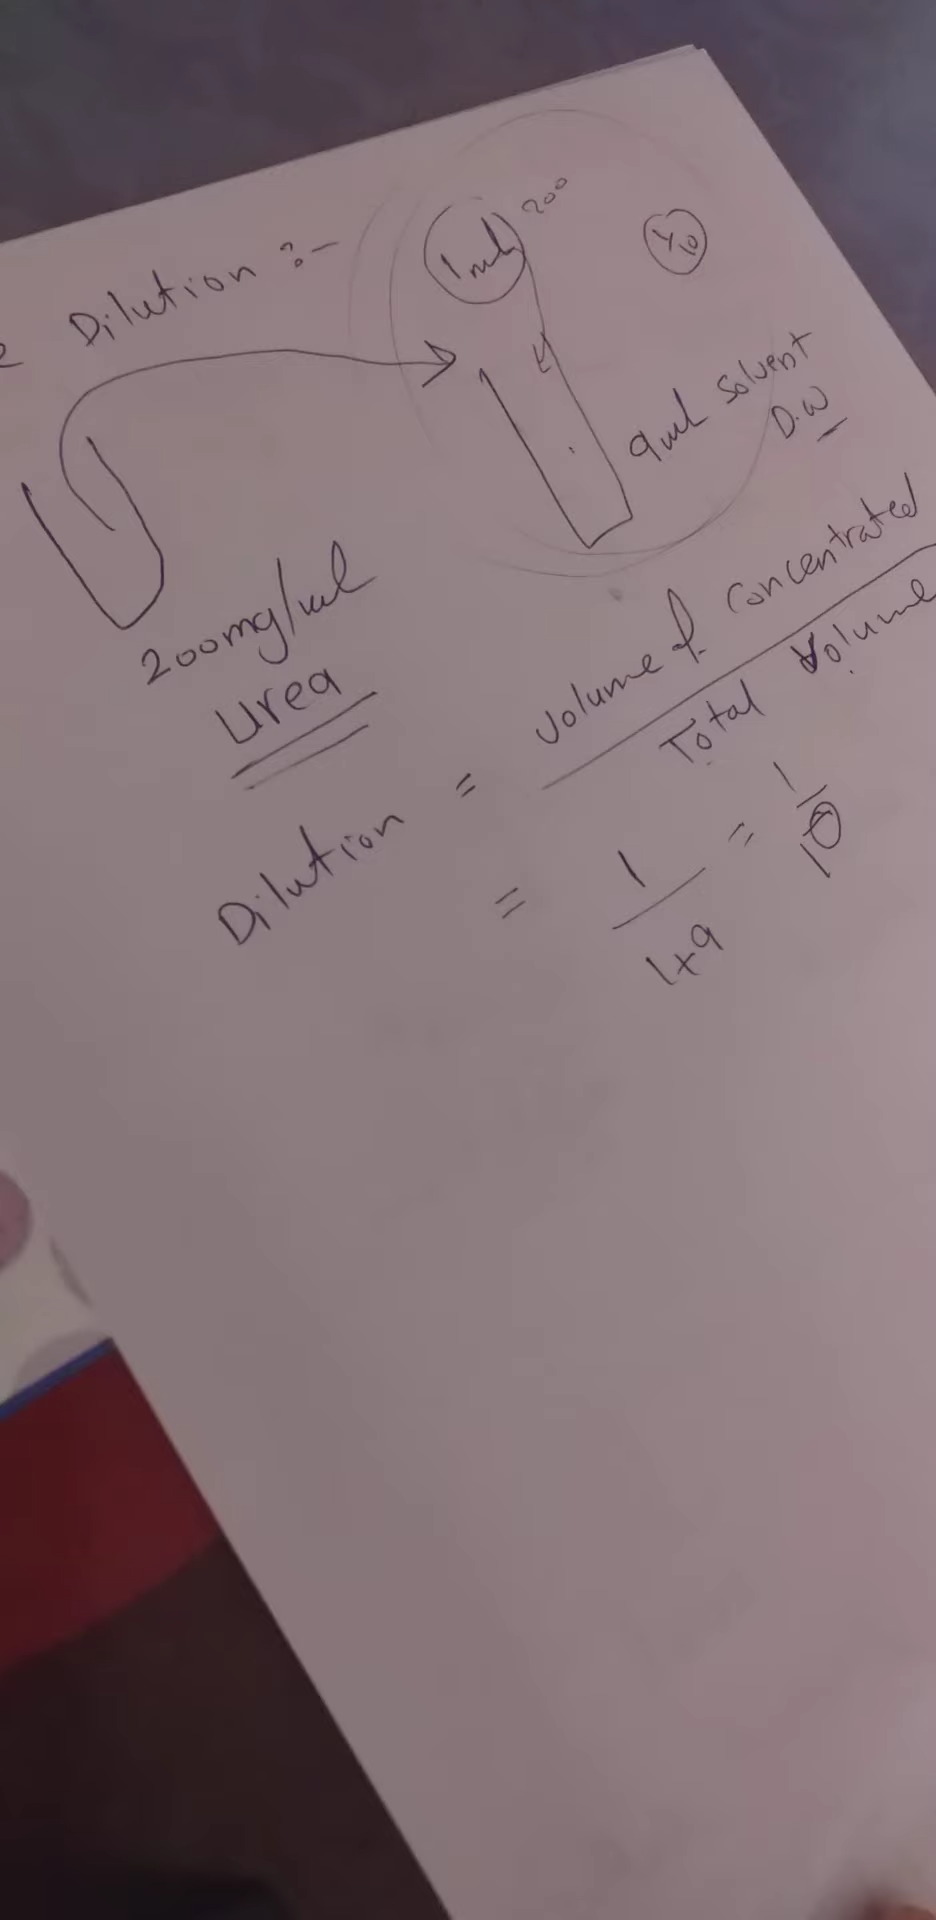 Dilution :-
1ml 200
1/10
9ml solvent
D.W
200mg/ml
Urea
Dilution = Volume of Concentrated
Total Volume
= 1 = 1
1+9 10